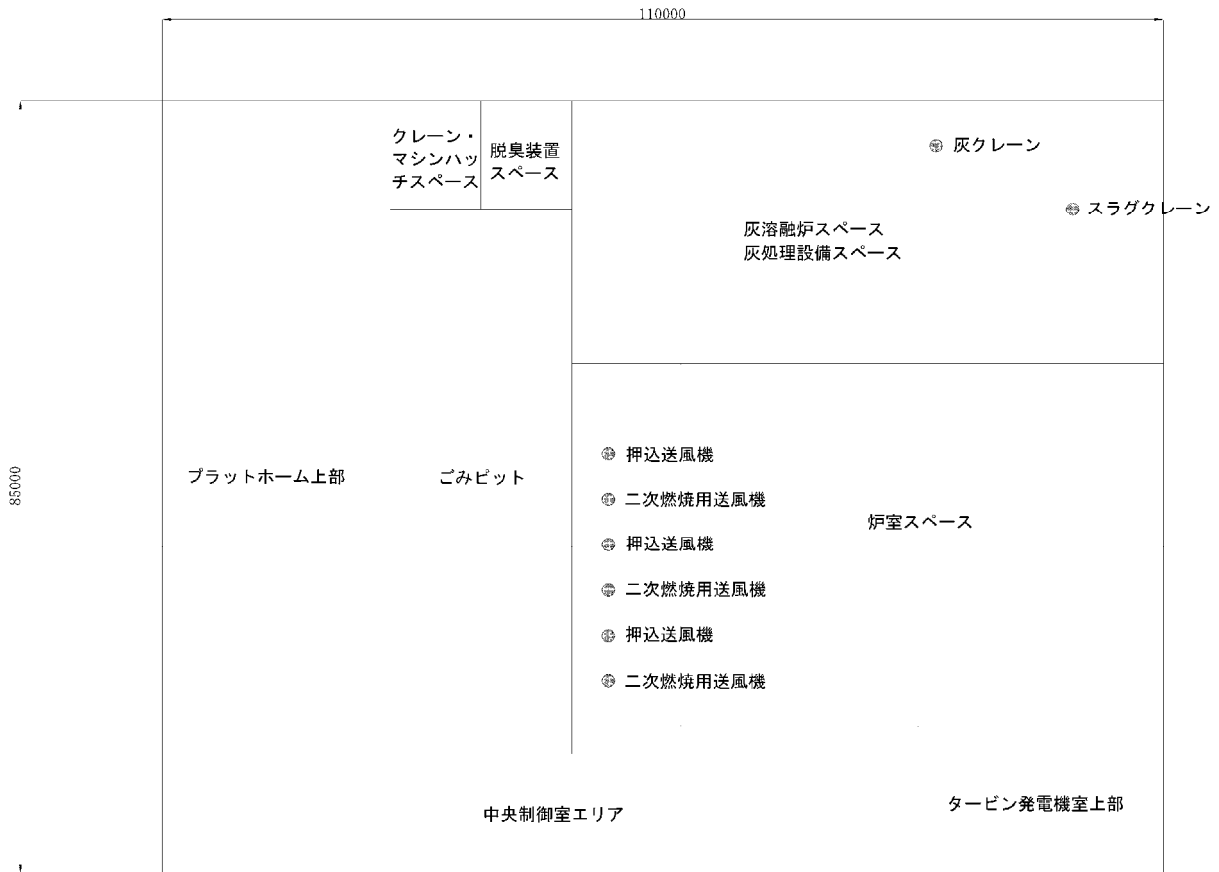 110000
クレーン・
マシンハッ
チスペース
脱臭装置
スペース
灰クレーン
スラグクレーン
灰溶融炉スペース
灰処理設備スペース
85000
プラットホーム上部
ごみピット
押込送風機
二次燃焼用送風機
押込送風機
二次燃焼用送風機
押込送風機
二次燃焼用送風機
炉室スペース
中央制御室エリア
タービン発電機室上部